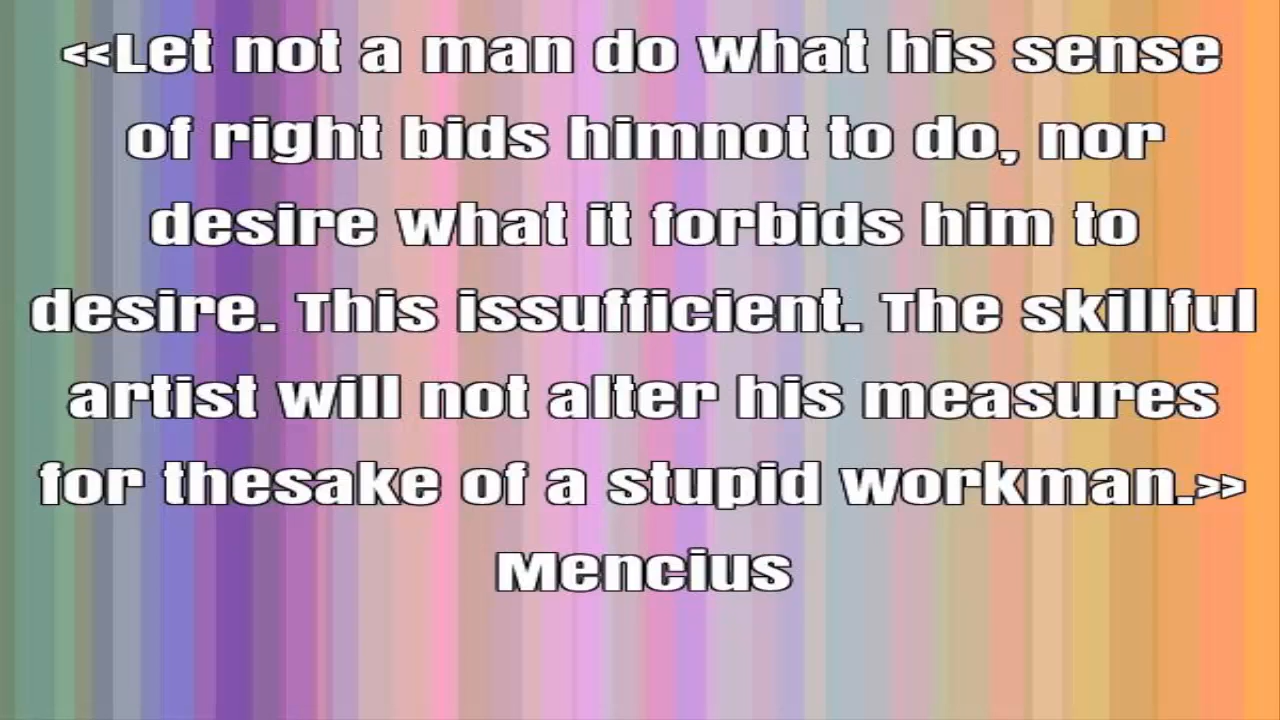 «Let not a man do what his sense
of right bids himnot to do, nor
desire what it forbids him to
desire. This issufficient. The skillful
artist will not alter his measures
for thesake of a stupid workman.»
Mencius